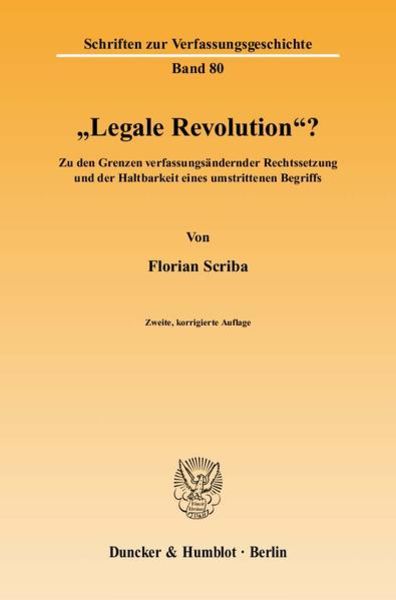 Schriften zur Verfassungsgeschichte
Band 80
„Legale Revolution“?
Zu den Grenzen verfassungsändernder Rechtssetzung
und der Haltbarkeit eines umstrittenen Begriffs
Von
Florian Scriba
Zweite, korrigierte Auflage
Duncker & Humblot · Berlin